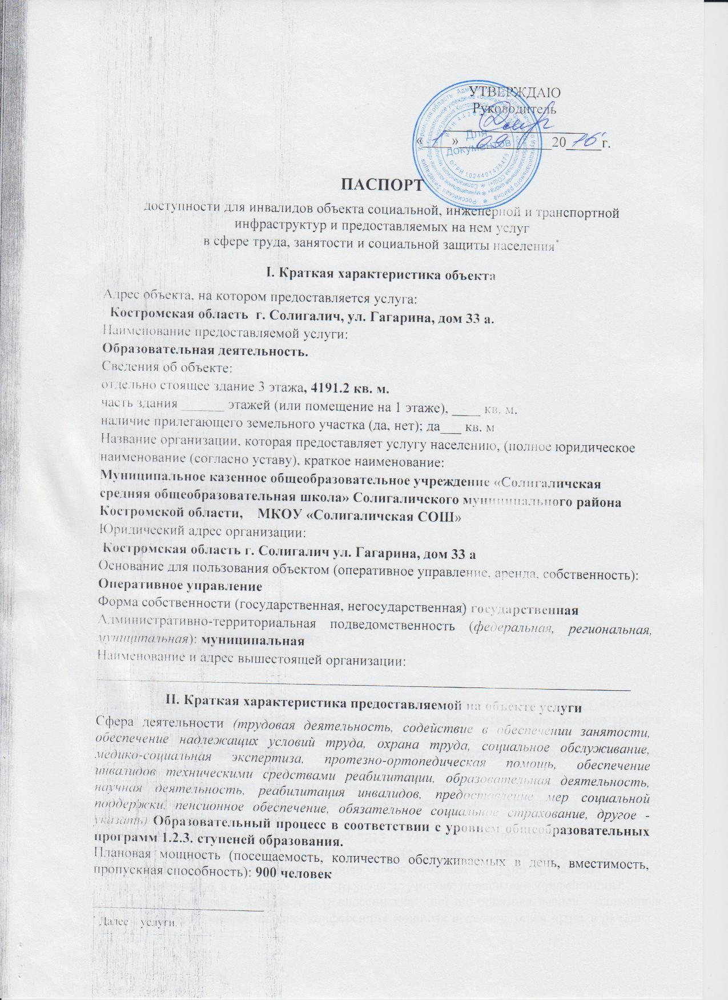 УТВЕРЖДАЮ
Руководитель
« 1 » 09 20 16 г.
Для
документов
ОГРН 1024401435475
ПАСПОРТ
доступности для инвалидов объекта социальной, инженерной и транспортной
инфраструктур и предоставляемых на нем услуг
в сфере труда, занятости и социальной защиты населения*
I. Краткая характеристика объекта
Адрес объекта, на котором предоставляется услуга:
Костромская область г. Солигалич, ул. Гагарина, дом 33 а.
Наименование предоставляемой услуги:
Образовательная деятельность.
Сведения об объекте:
отдельно стоящее здание 3 этажа, 4191.2 кв. м.
часть здания ______ этажей (или помещение на 1 этаже), ____ кв. м.
наличие прилегающего земельного участка (да, нет); да___ кв. м
Название организации, которая предоставляет услугу населению, (полное юридическое
наименование (согласно уставу), краткое наименование:
Муниципальное казенное общеобразовательное учреждение «Солигаличская
средняя общеобразовательная школа» Солигаличского муниципального района
Костромской области, МКОУ «Солигаличская СОШ»
Юридический адрес организации:
Костромская область г. Солигалич ул. Гагарина, дом 33 а
Основание для пользования объектом (оперативное управление, аренда, собственность):
Оперативное управление
Форма собственности (государственная, негосударственная) государственная
Административно-территориальная подведомственность (федеральная, региональная,
муниципальная): муниципальная
Наименование и адрес вышестоящей организации:
II. Краткая характеристика предоставляемой на объекте услуги
Сфера деятельности (трудовая деятельность, содействие в обеспечении занятости,
обеспечение надлежащих условий труда, охрана труда, социальное обслуживание,
медико-социальная экспертиза, протезно-ортопедическая помощь, обеспечение
инвалидов техническими средствами реабилитации, образовательная деятельность,
научная деятельность, реабилитация инвалидов, предоставление мер социальной
поддержки, пенсионное обеспечение, обязательное социальное страхование, другое -
указать) Образовательный процесс в соответствии с уровнем общеобразовательных
программ 1.2.3. ступеней образования.
Плановая мощность (посещаемость, количество обслуживаемых в день, вместимость,
пропускная способность): 900 человек
* Далее - услуги.